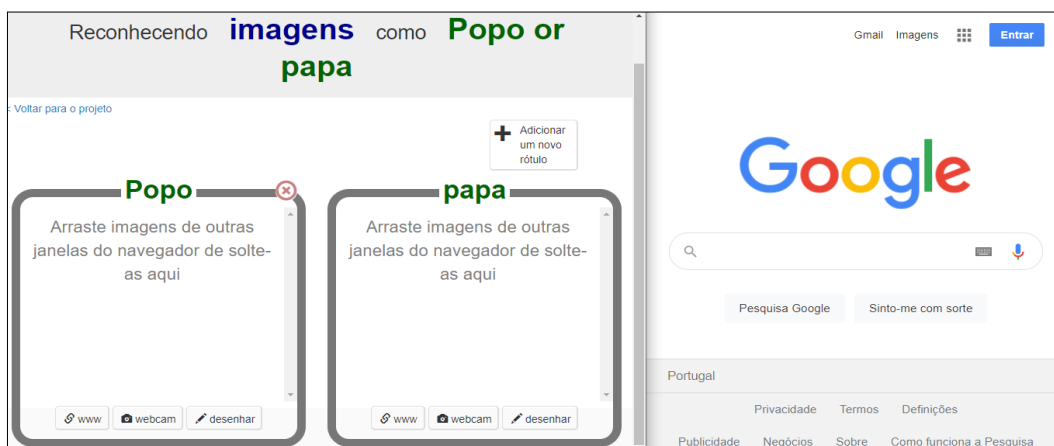 Reconhecendo imagens como Popo or
papa
< Voltar para o projeto
Adicionar
um novo
rótulo
Popo
Arraste imagens de outras
janelas do navegador de solte-
as aqui
www webcam desenhar
papa
Arraste imagens de outras
janelas do navegador de solte-
as aqui
www webcam desenhar
Gmail Imagens Entrar
Google
Pesquisa Google Sinto-me com sorte
Portugal
Privacidade Termos Definições
Publicidade Negócios Sobre Como funciona a Pesquisa